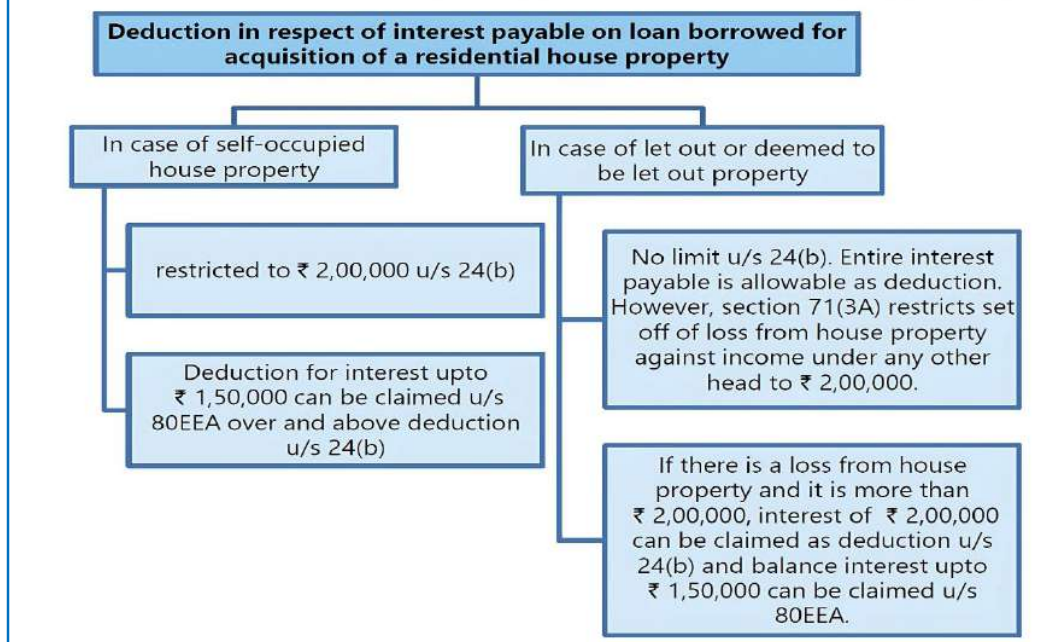 Deduction in respect of interest payable on loan borrowed for
acquisition of a residential house property
In case of self-occupied
house property
restricted to ₹ 2,00,000 u/s 24(b)
Deduction for interest upto
₹ 1,50,000 can be claimed u/s
80EEA over and above deduction
u/s 24(b)
In case of let out or deemed to
be let out property
No limit u/s 24(b). Entire interest
payable is allowable as deduction.
However, section 71(3A) restricts set
off of loss from house property
against income under any other
head to ₹ 2,00,000.
If there is a loss from house
property and it is more than
₹ 2,00,000, interest of ₹ 2,00,000
can be claimed as deduction u/s
24(b) and balance interest upto
₹ 1,50,000 can be claimed u/s
80EEA.